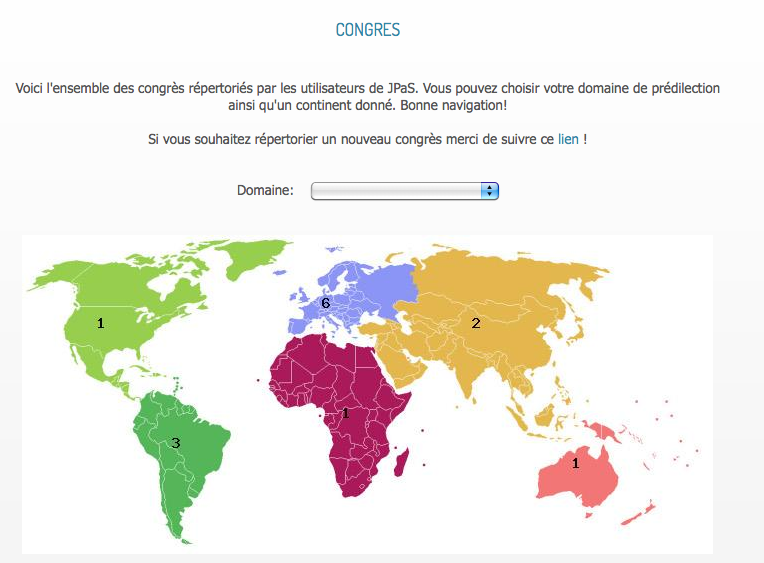 CONGRES
Voici l'ensemble des congrès répertoriés par les utilisateurs de JPaS. Vous pouvez choisir votre domaine de prédilection
ainsi qu'un continent donné. Bonne navigation!
Si vous souhaitez répertorier un nouveau congrès merci de suivre ce lien !
Domaine:
6
1
2
1
3
1